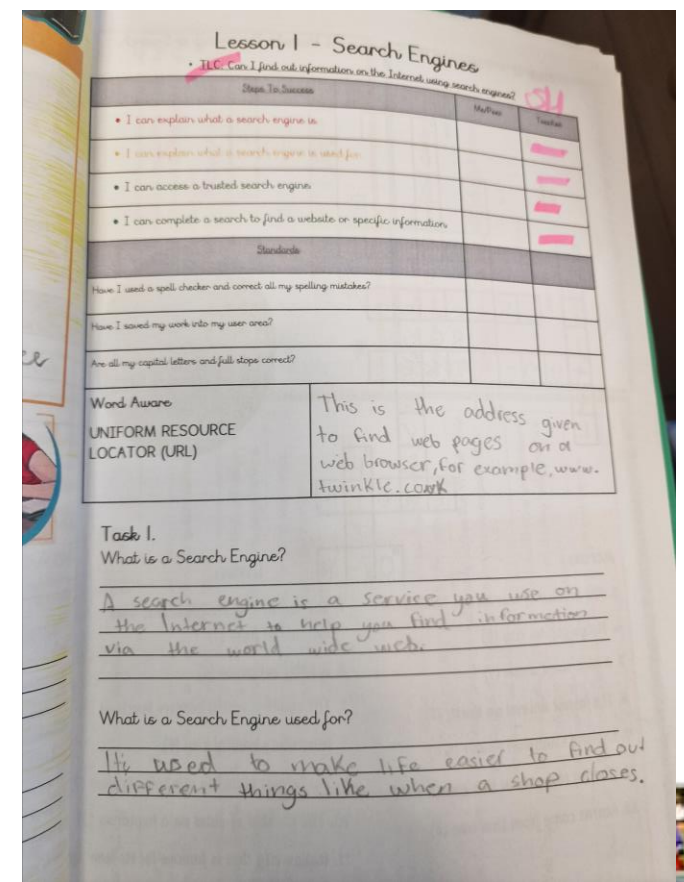 Lesson 1 - Search Engines
• TLC: Can I find out information on the Internet using search engines?
SH
Steps To Success
Me/Peer
Teacher
• I can explain what a search engine is
• I can explain what a search engine is used for
• I can access a trusted search engine
• I can complete a search to find a website or specific information
Standards
Have I used a spell checker and correct all my spelling mistakes?
Have I saved my work into my user area?
Are all my capital letters and full stops correct?
Word Aware
UNIFORM RESOURCE
LOCATOR (URL)
This is the address given
to find web pages on a
web browser, for example, www.
twinkle.
Task 1.
What is a Search Engine?
A search engine is a service you use on
the Internet to help you find information
via the world wide web.
What is a Search Engine used for?
used to make life easier to find out
different things like when a shop closes.